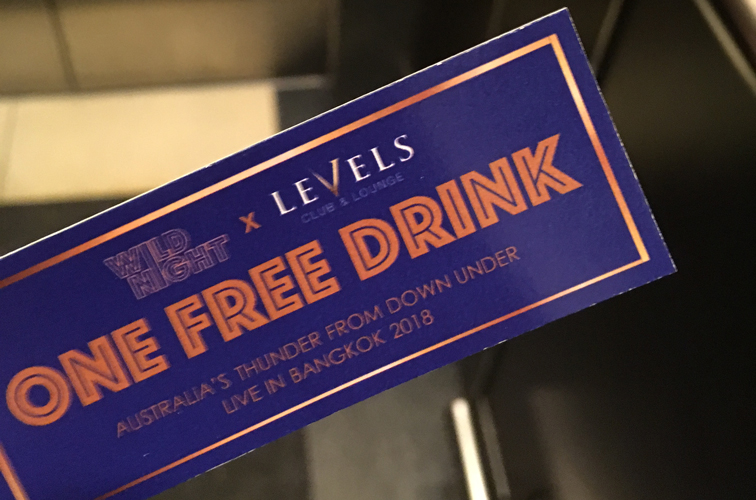 WILD NIGHT x LEVELS
CLUB & LOUNGE
ONE FREE DRINK
AUSTRALIA'S THUNDER FROM DOWN UNDER
LIVE IN BANGKOK 2018